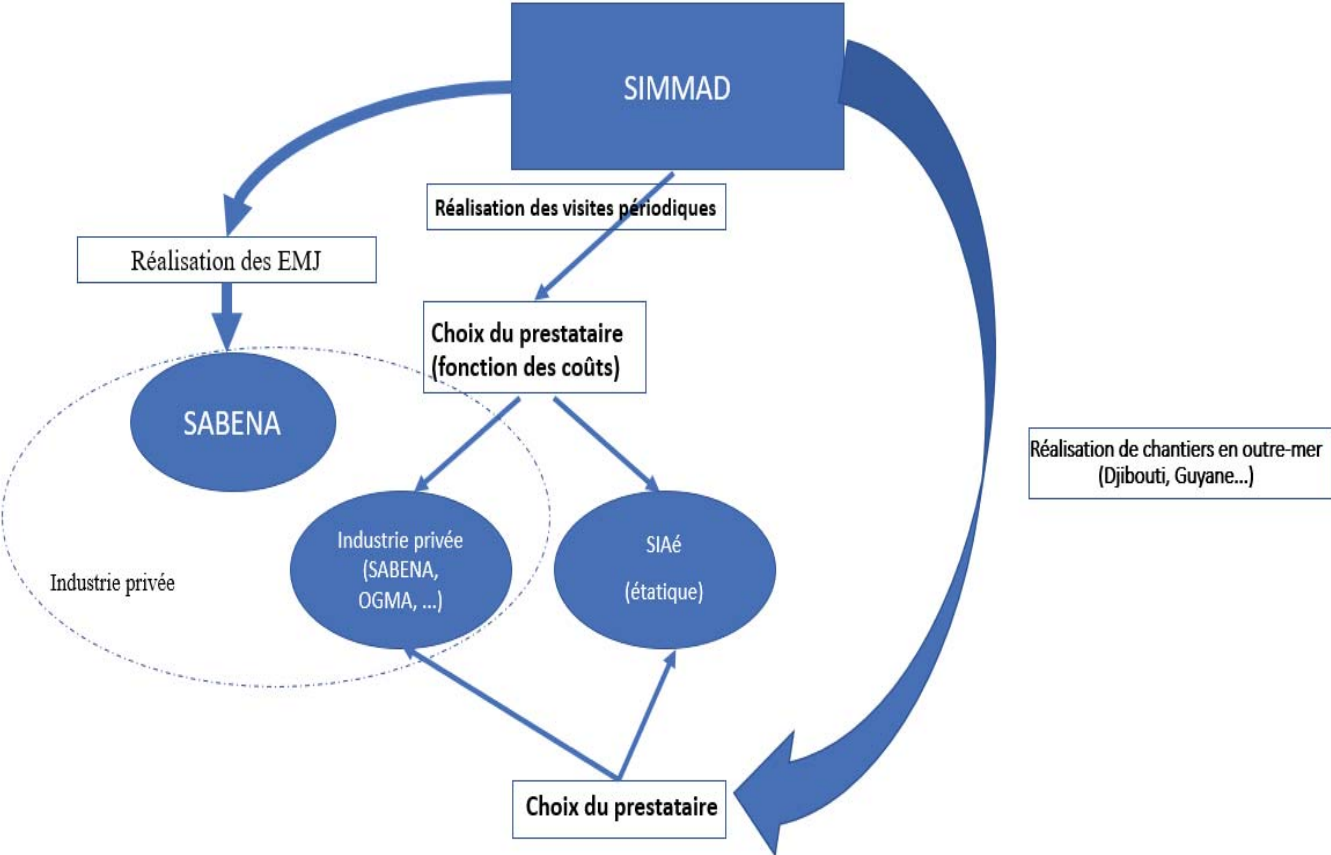 SIMMAD
Réalisation des visites périodiques
Réalisation des EMJ
Choix du prestataire
(fonction des coûts)
SABENA
Réalisation de chantiers en outre-mer
(Djibouti, Guyane...)
Industrie privée
(SABENA,
OGMA, ...)
SIAé
(étatique)
Industrie privée
Choix du prestataire